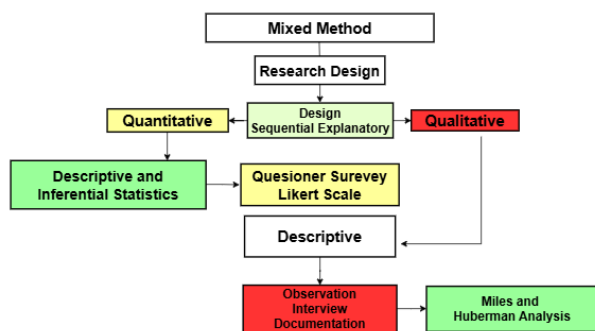 Mixed Method
Research Design
Design
Sequential Explanatory
Quantitative
Qualitative
Descriptive and
Inferential Statistics
Quesioner Surevey
Likert Scale
Descriptive
Observation
Interview
Documentation
Miles and
Huberman Analysis